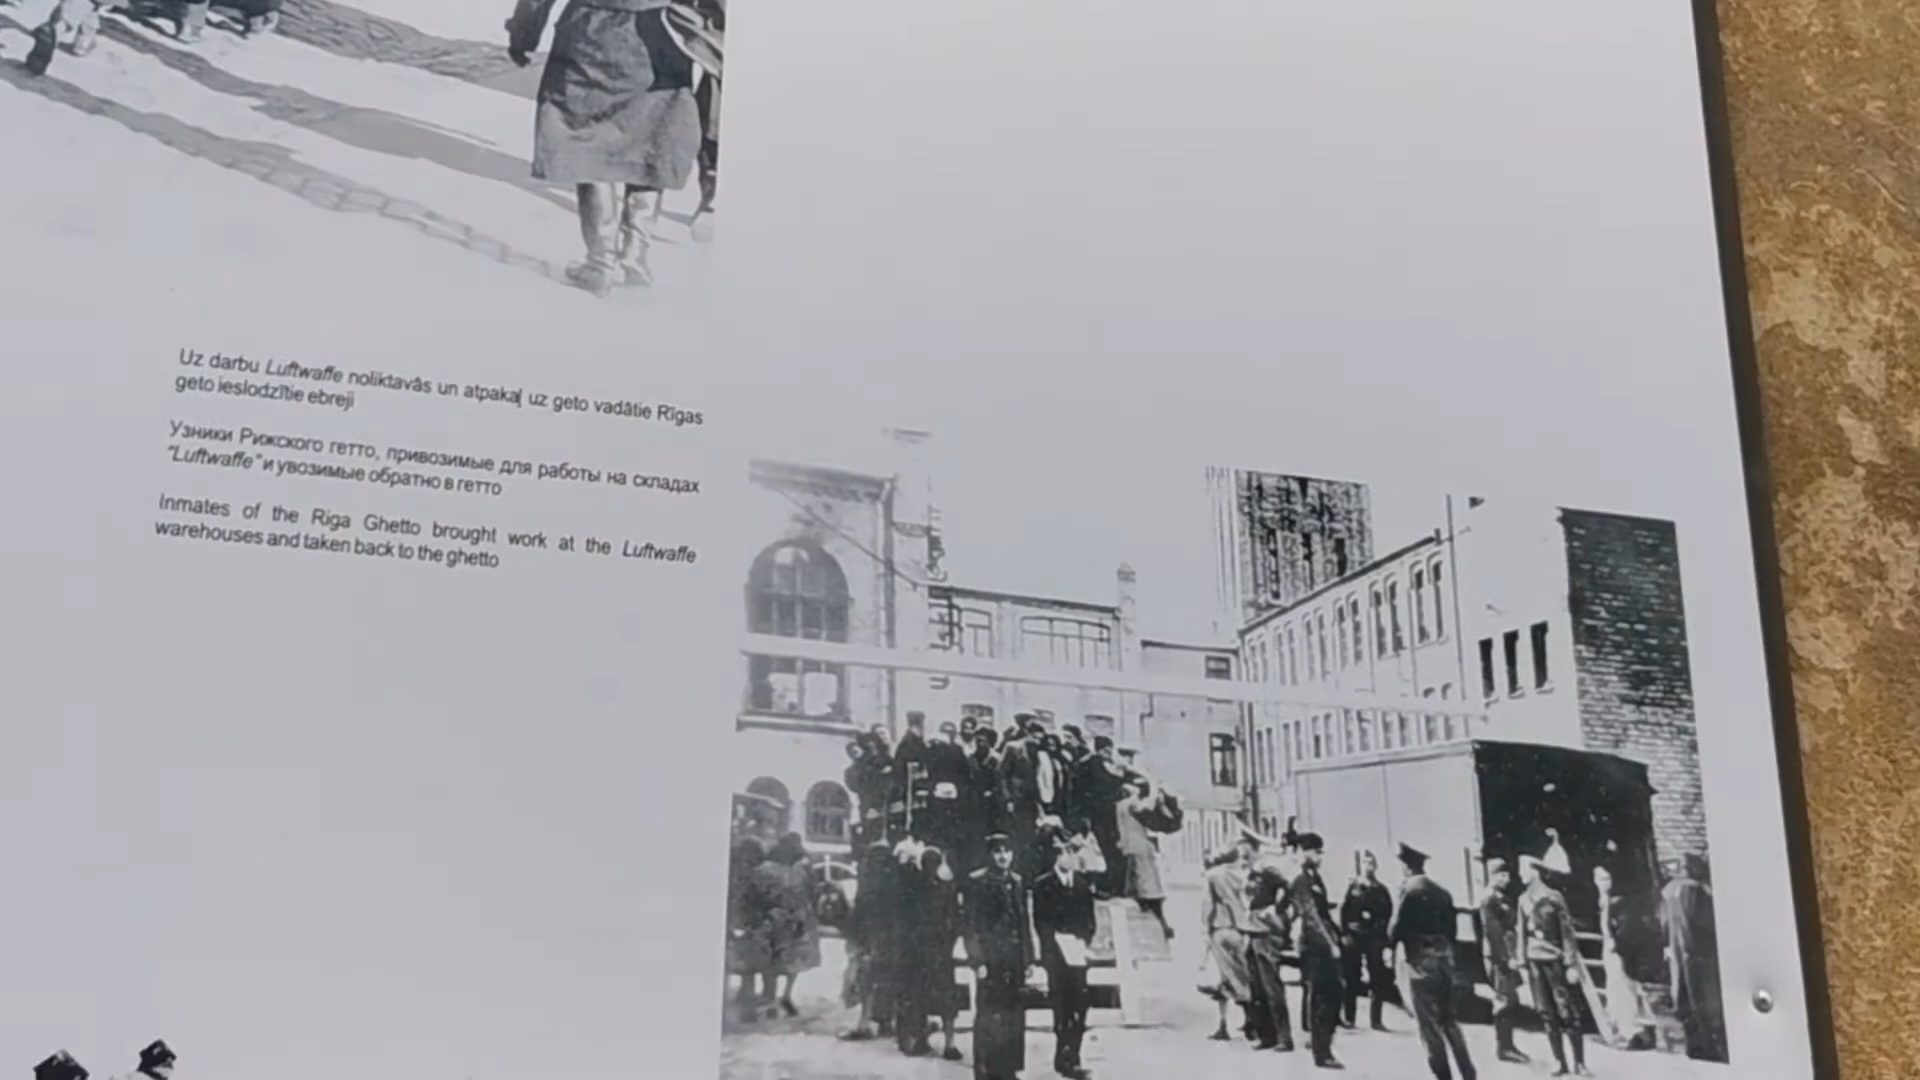 Uz darbu Luftwaffe noliktavās un atpakaļ uz geto vadātie Rīgas
geto ieslodzītie ebreji
Узники Рижского гетто, привозимые для работы на складах
"Luftwaffe" и увозимые обратно в гетто
Inmates of the Riga Ghetto brought work at the Luftwaffe
warehouses and taken back to the ghetto